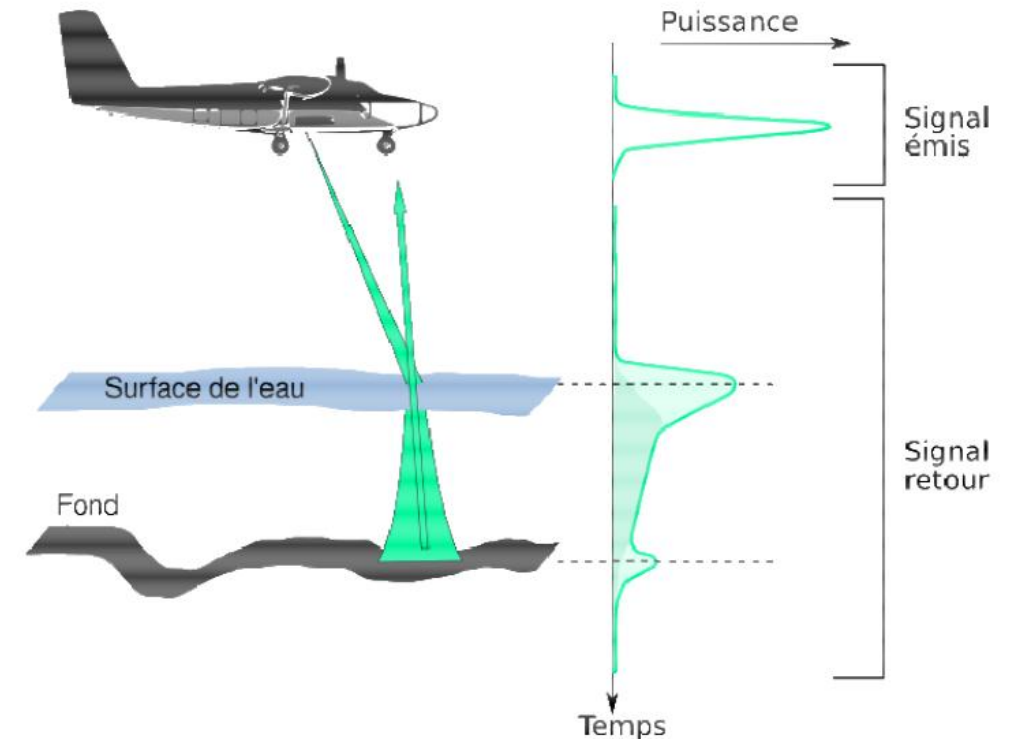 Puissance
Signal
émis
Surface de l'eau
Signal
retour
Fond
Temps